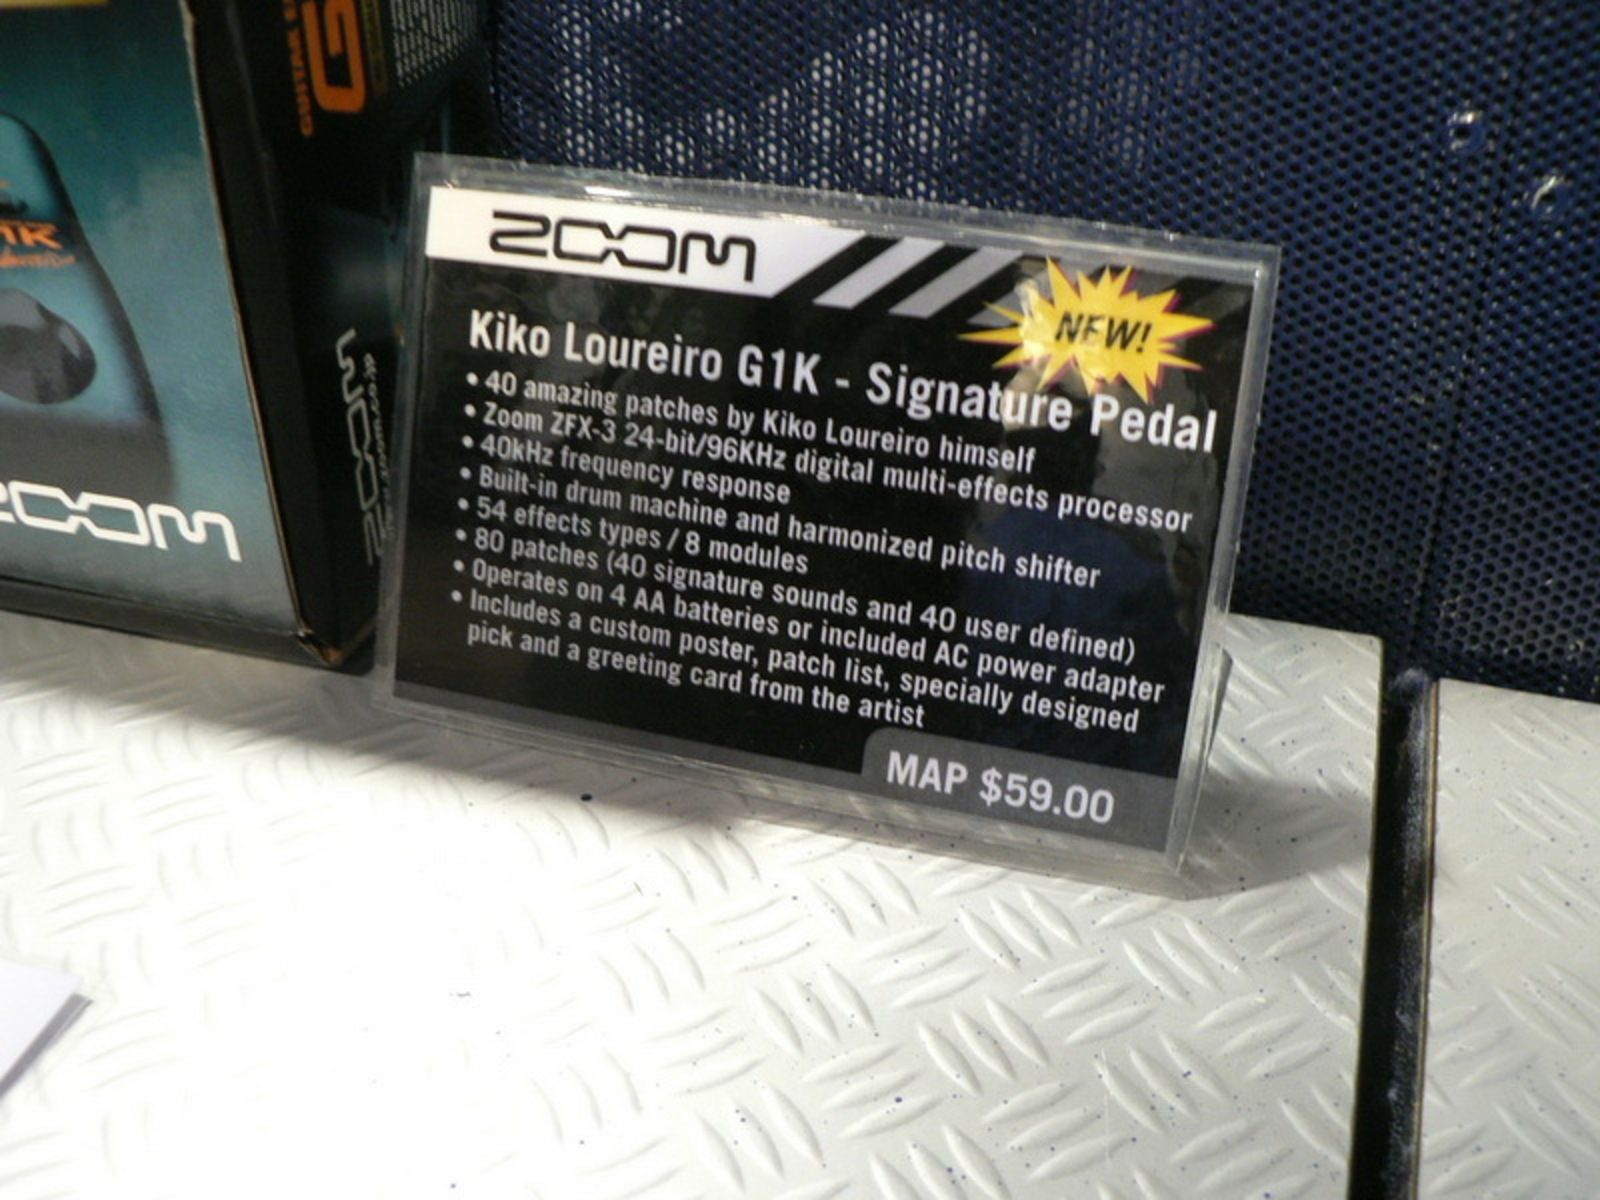 ZOOM
NEW!
Kiko Loureiro G1K - Signature Pedal
• 40 amazing patches by Kiko Loureiro himself
• Zoom ZFX-3 24-bit/96KHz digital multi-effects processor
• 40kHz frequency response
• Built-in drum machine and harmonized pitch shifter
• 54 effects types / 8 modules
• 80 patches (40 signature sounds and 40 user defined)
• Operates on 4 AA batteries or included AC power adapter
• Includes a custom poster, patch list, specially designed
pick and a greeting card from the artist
MAP $59.00
ZOOM
ZOOM
GUITAR
G